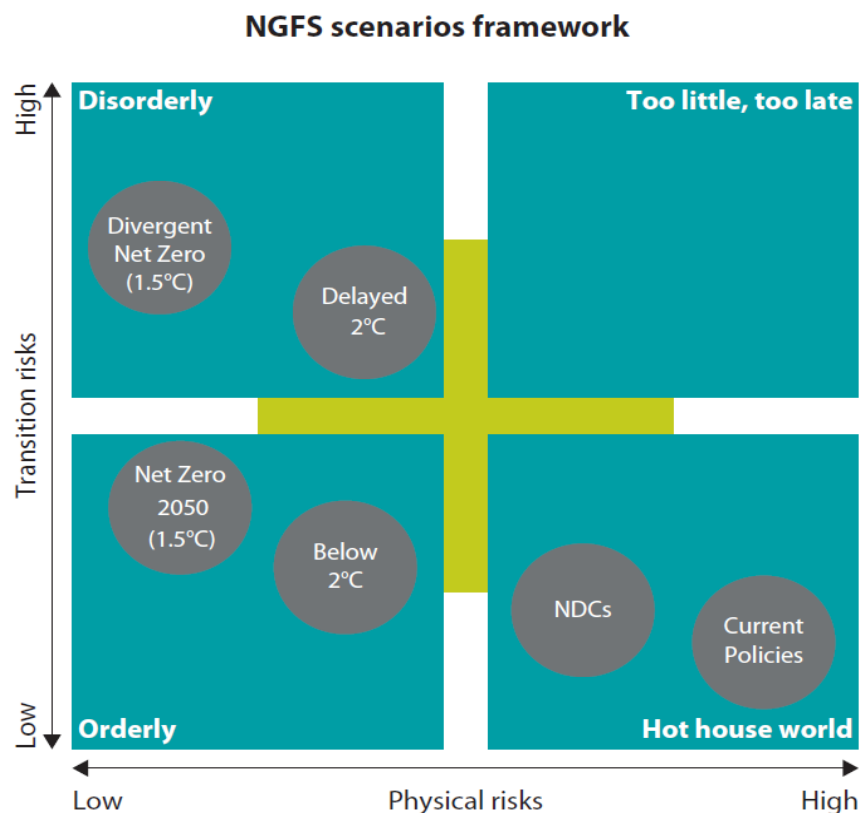 NGFS scenarios framework
High
Transition risks
Low
Disorderly
Too little, too late
Divergent
Net Zero
(1.5°C)
Delayed
2°C
Net Zero
2050
(1.5°C)
Below
2°C
NDCs
Current
Policies
Orderly
Hot house world
Low
Physical risks
High